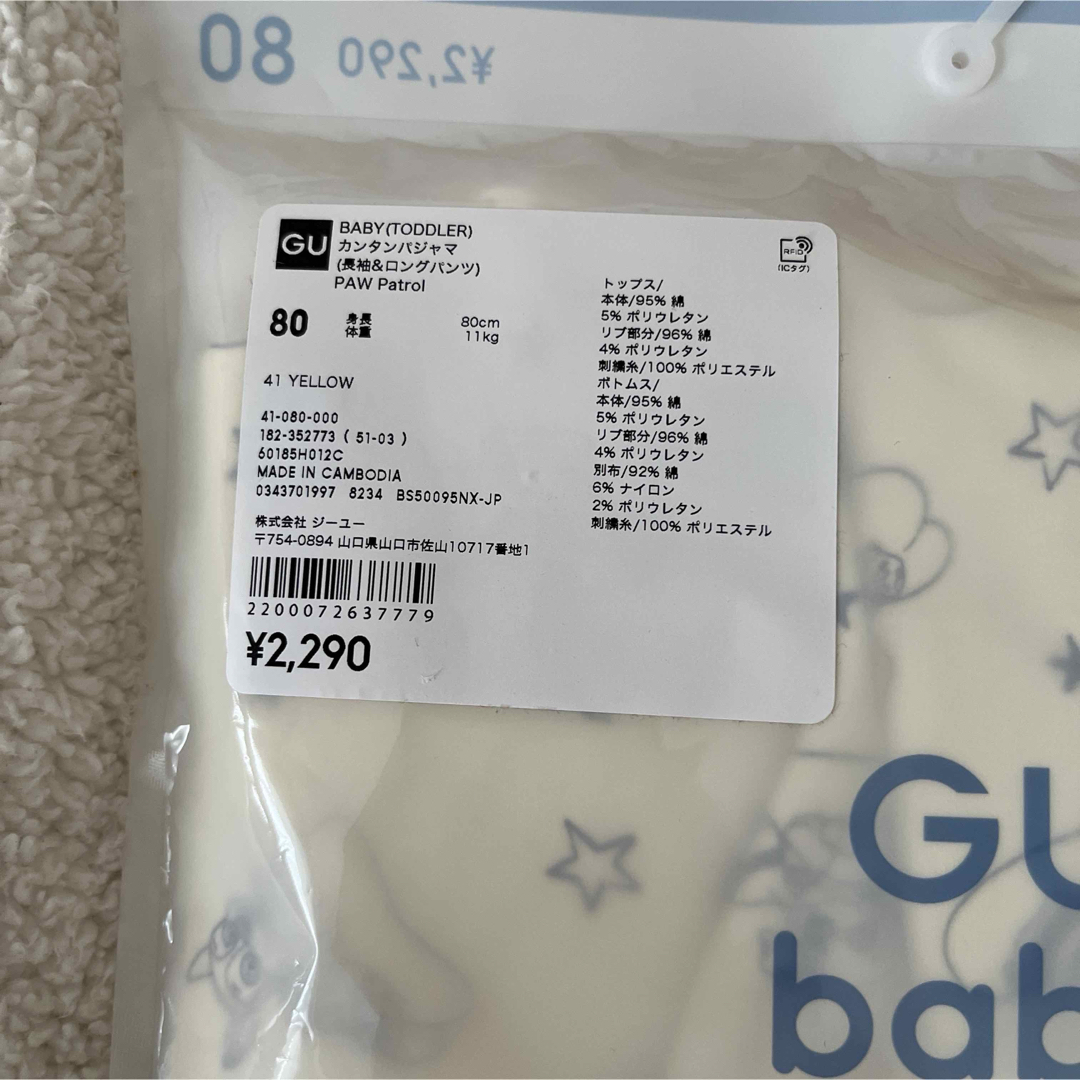 80 ¥2,290
GU
BABY(TODDLER)
カンタンパジャマ
(長袖&ロングパンツ)
PAW Patrol
80
身長 80cm
体重 11kg
41 YELLOW
41-080-000
182-352773 ( 51-03 )
60185H012C
MADE IN CAMBODIA
0343701997 8234 BS50095NX-JP
株式会社 ジーユー
〒754-0894 山口県山口市佐山10717番地1
2200072637779
¥2,290
RFID
(ICタグ)
トップス/
本体/95% 綿
5% ポリウレタン
リブ部分/96% 綿
4% ポリウレタン
刺繍糸/100% ポリエステル
ボトムス/
本体/95% 綿
5% ポリウレタン
リブ部分/96% 綿
4% ポリウレタン
別布/92% 綿
6% ナイロン
2% ポリウレタン
刺繍糸/100% ポリエステル
GU
bab